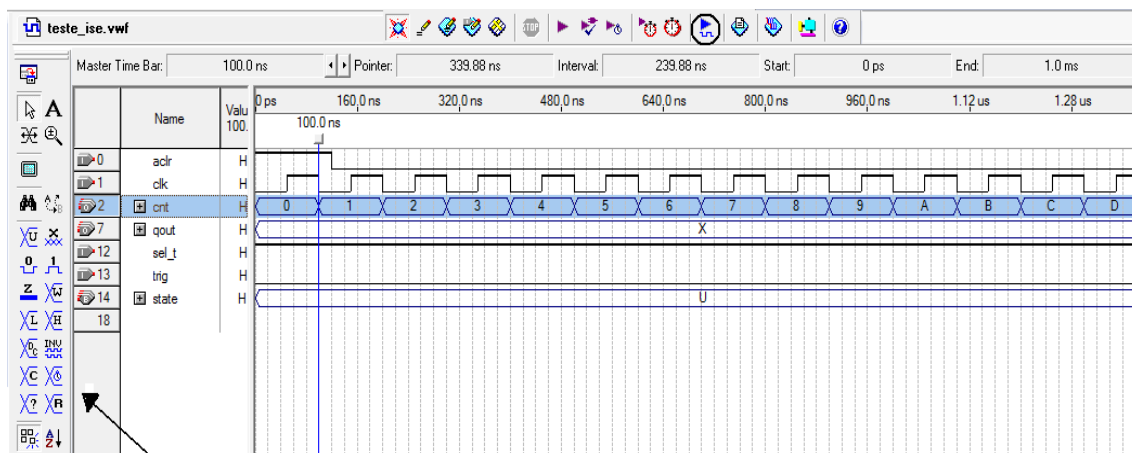 teste_ise.vwf
STOP
Master Time Bar: 100.0 ns Pointer: 339.88 ns Interval: 239.88 ns Start: 0 ps End: 1.0 ms
A
Name Valu 100.
0 ps 160.0 ns 320.0 ns 480.0 ns 640.0 ns 800.0 ns 960.0 ns 1.12 us 1.28 us
100.0 ns
0 aclr H
1 clk H
2 cnt H 0 1 2 3 4 5 6 7 8 9 A B C D
7 qout H X
12 sel_t H
13 trig H
14 state H U
18